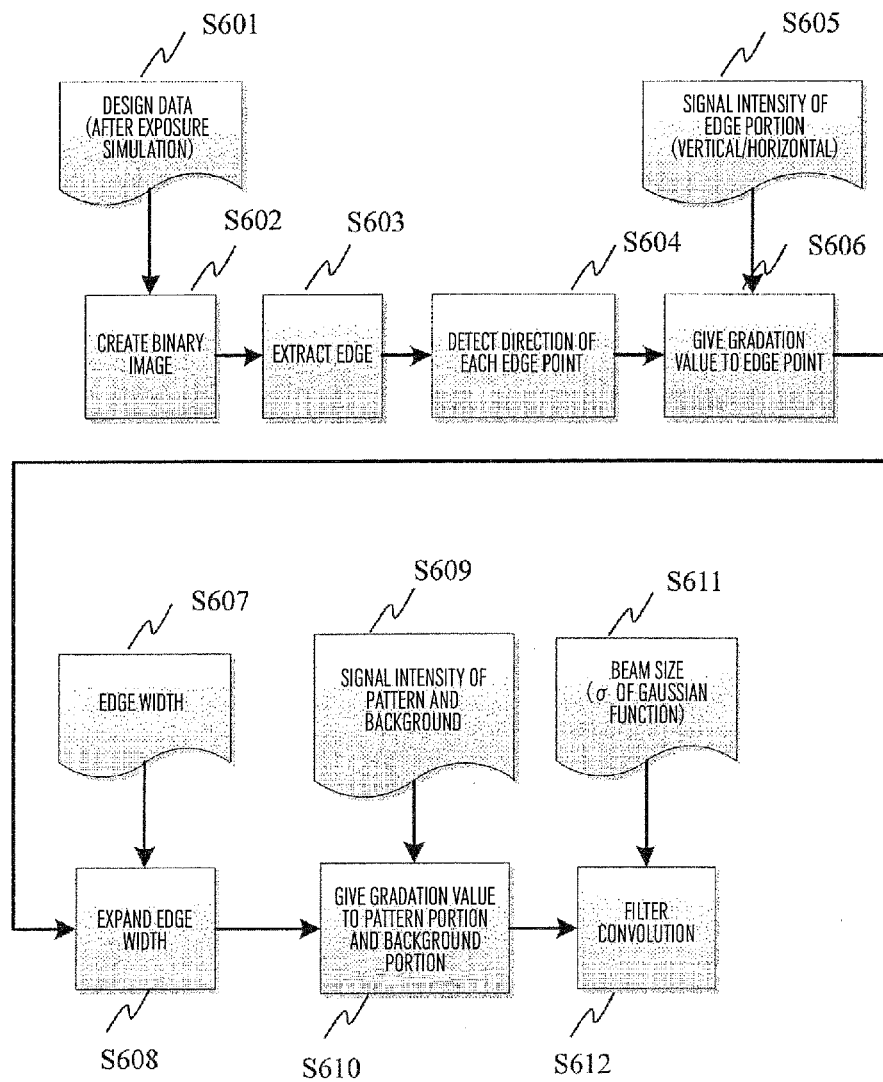 S601
DESIGN DATA
(AFTER EXPOSURE
SIMULATION)
S605
SIGNAL INTENSITY OF
EDGE PORTION
(VERTICAL/HORIZONTAL)
S602
CREATE BINARY
IMAGE
S603
EXTRACT EDGE
S604
DETECT DIRECTION OF
EACH EDGE POINT
S606
GIVE GRADATION
VALUE TO EDGE POINT
S607
EDGE WIDTH
S609
SIGNAL INTENSITY OF
PATTERN AND
BACKGROUND
S611
BEAM SIZE
(σ OF GAUSSIAN
FUNCTION)
EXPAND EDGE
WIDTH
S608
GIVE GRADATION VALUE
TO PATTERN PORTION
AND BACKGROUND
PORTION
S610
FILTER
CONVOLUTION
S612